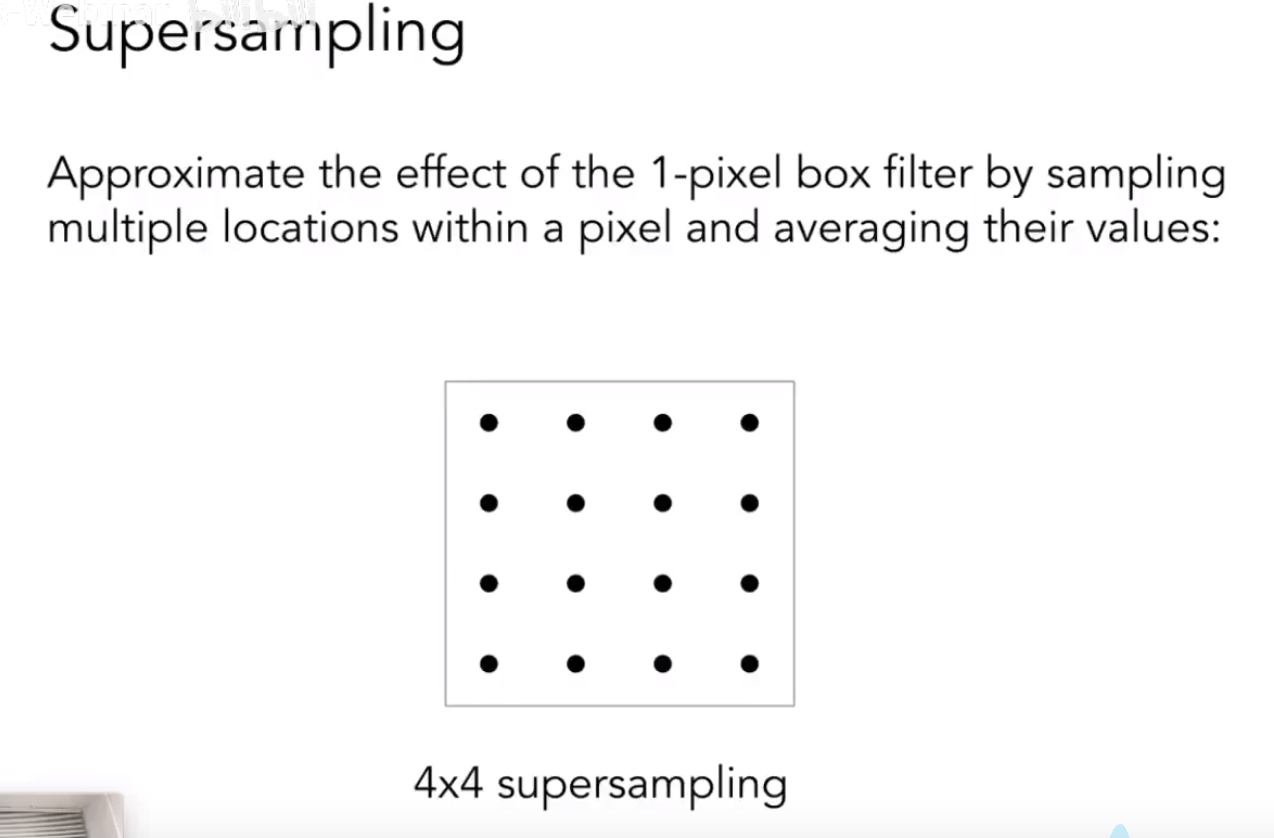 Supersampling
Approximate the effect of the 1-pixel box filter by sampling
multiple locations within a pixel and averaging their values:
4x4 supersampling